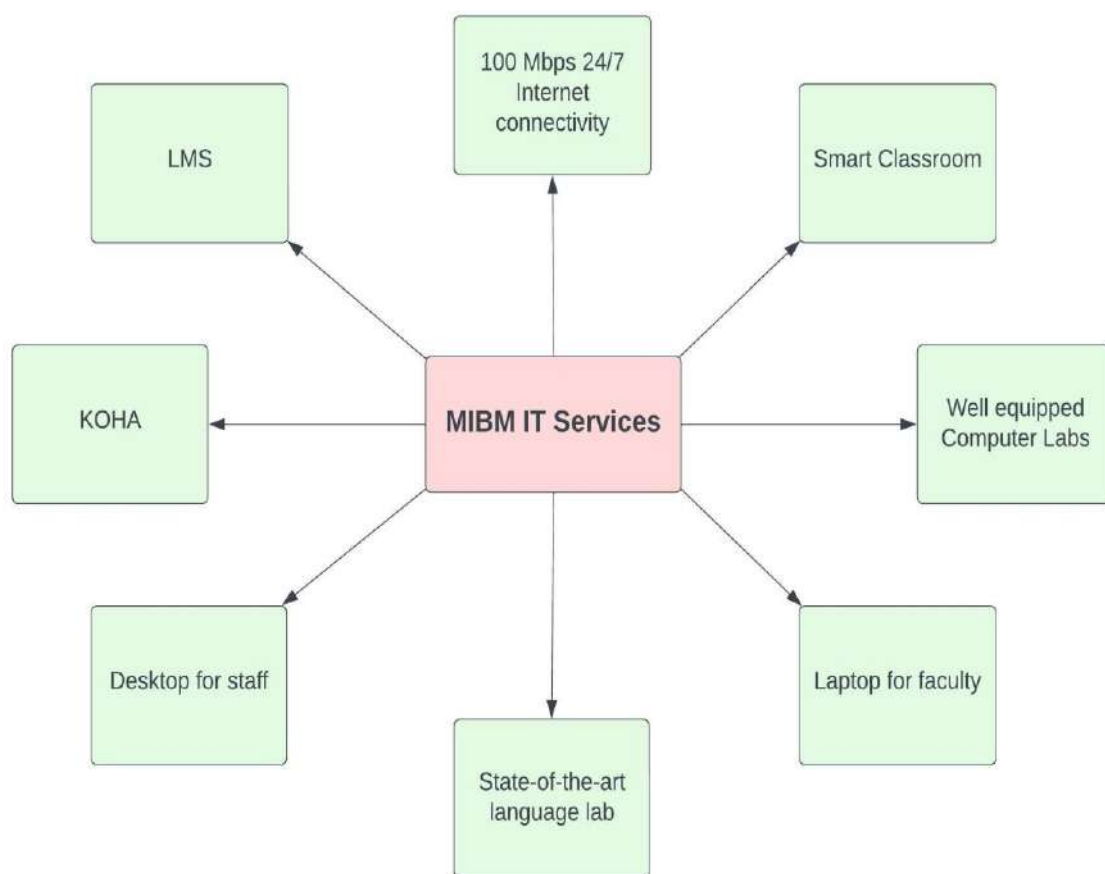 100 Mbps 24/7
Internet
connectivity
LMS
Smart Classroom
KOHA
MIBM IT Services
Well equipped
Computer Labs
Desktop for staff
Laptop for faculty
State-of-the-art
language lab